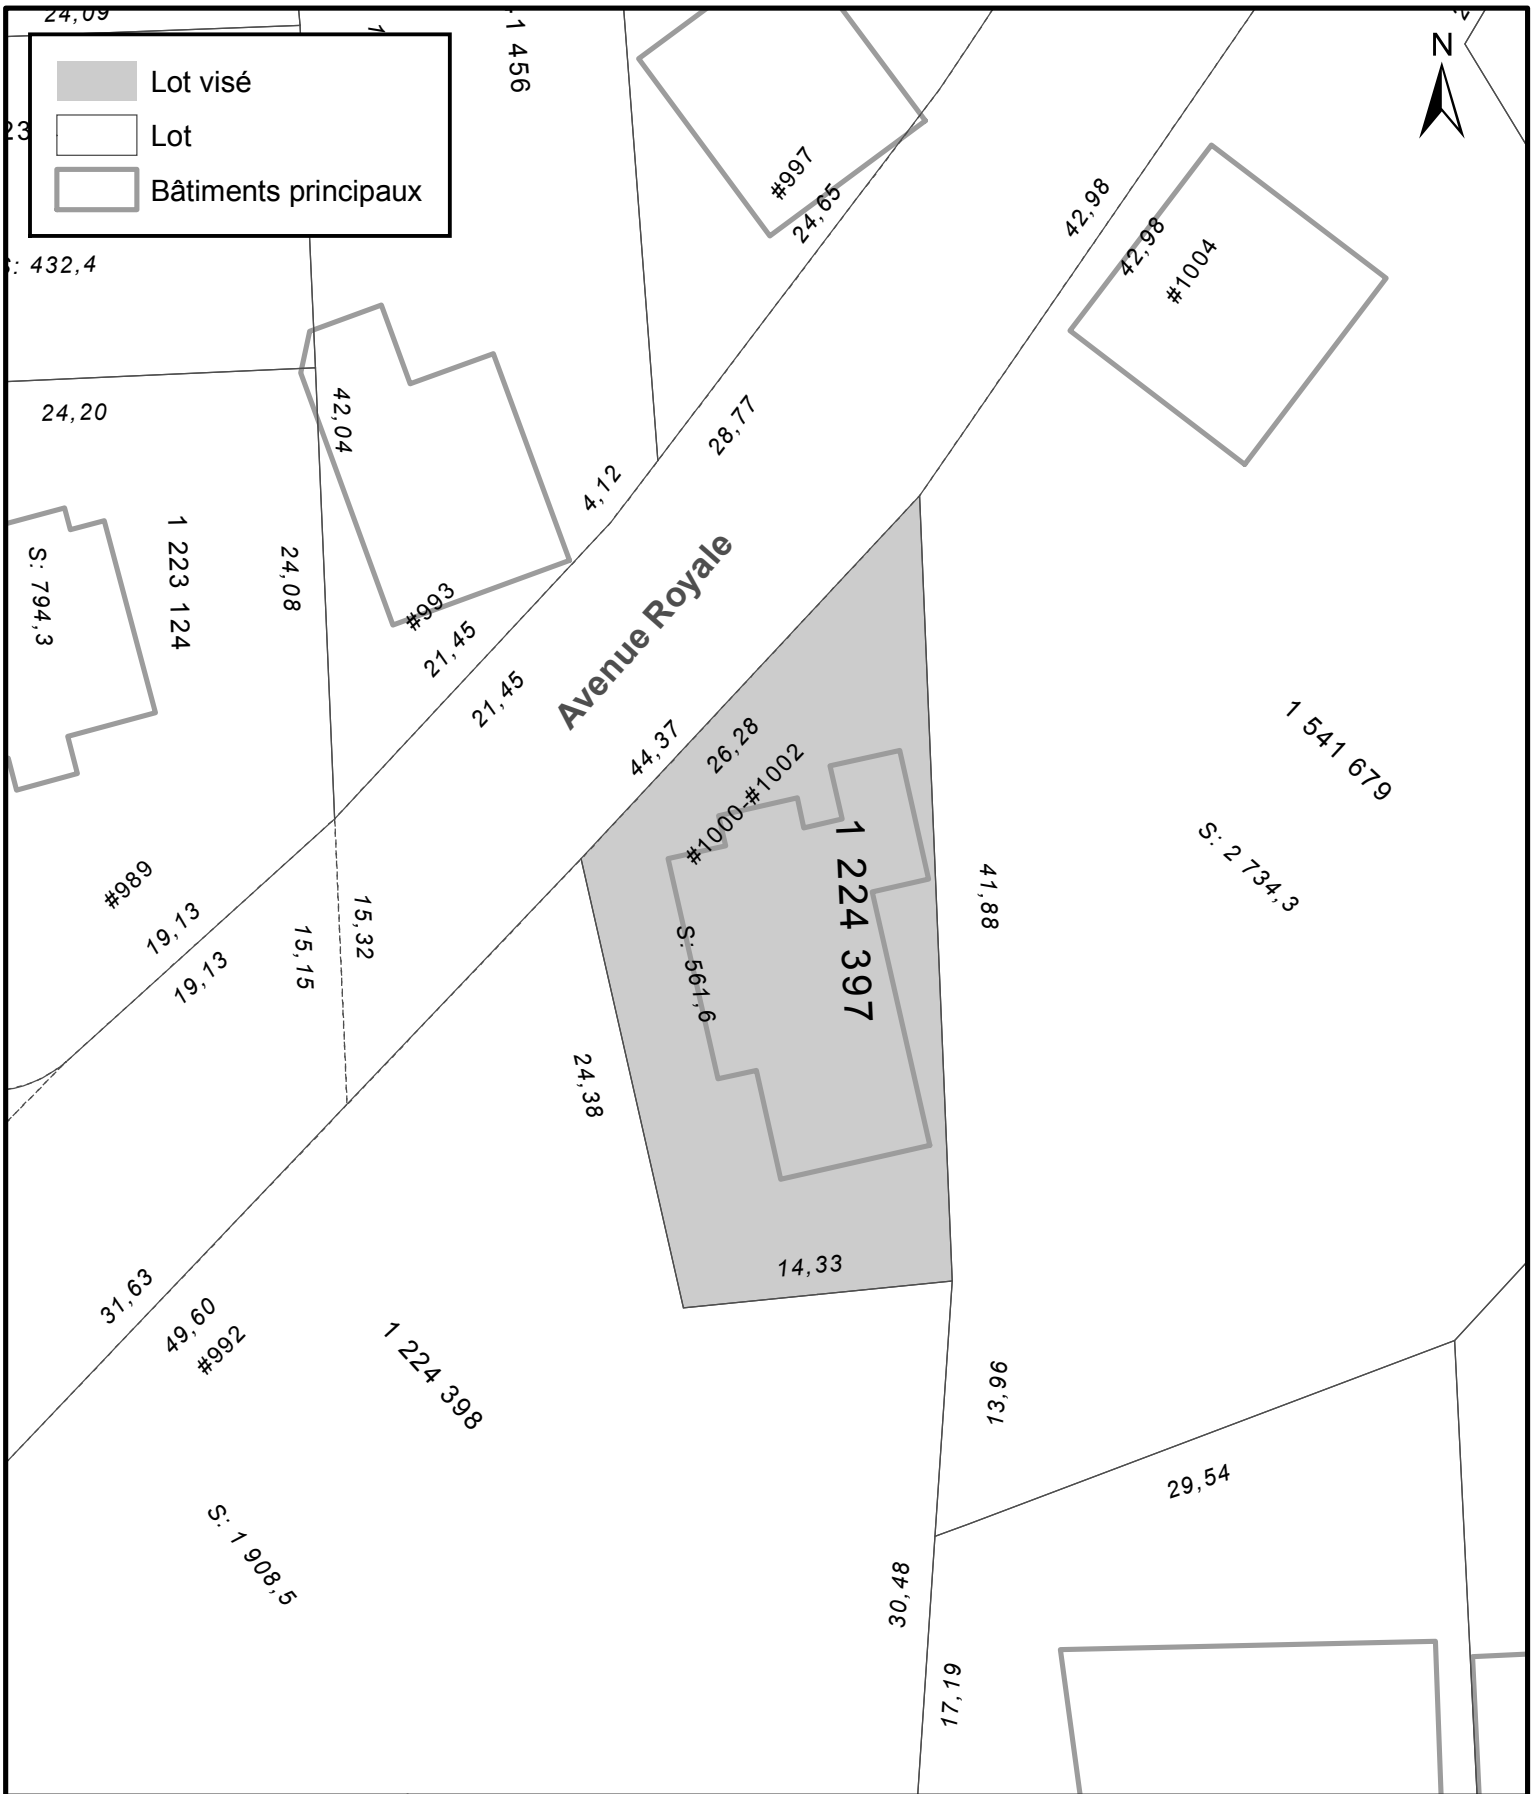 24,09
1 456
N
Lot visé
Lot
Bâtiments principaux
23
S: 432,4
#997
24,65
42,98
42,98
#1004
24,20
42,04
28,77
4,12
1 223 124
S: 794,3
24,08
#993
21,45
21,45
Avenue Royale
44,37
26,28
#1000-#1002
1 541 679
S: 2 734,3
1 224 397
S: 561,6
41,88
#989
19,13
19,13
15,15
15,32
24,38
14,33
31,63
49,60
#992
1 224 398
13,96
29,54
S: 1 908,5
30,48
17,19